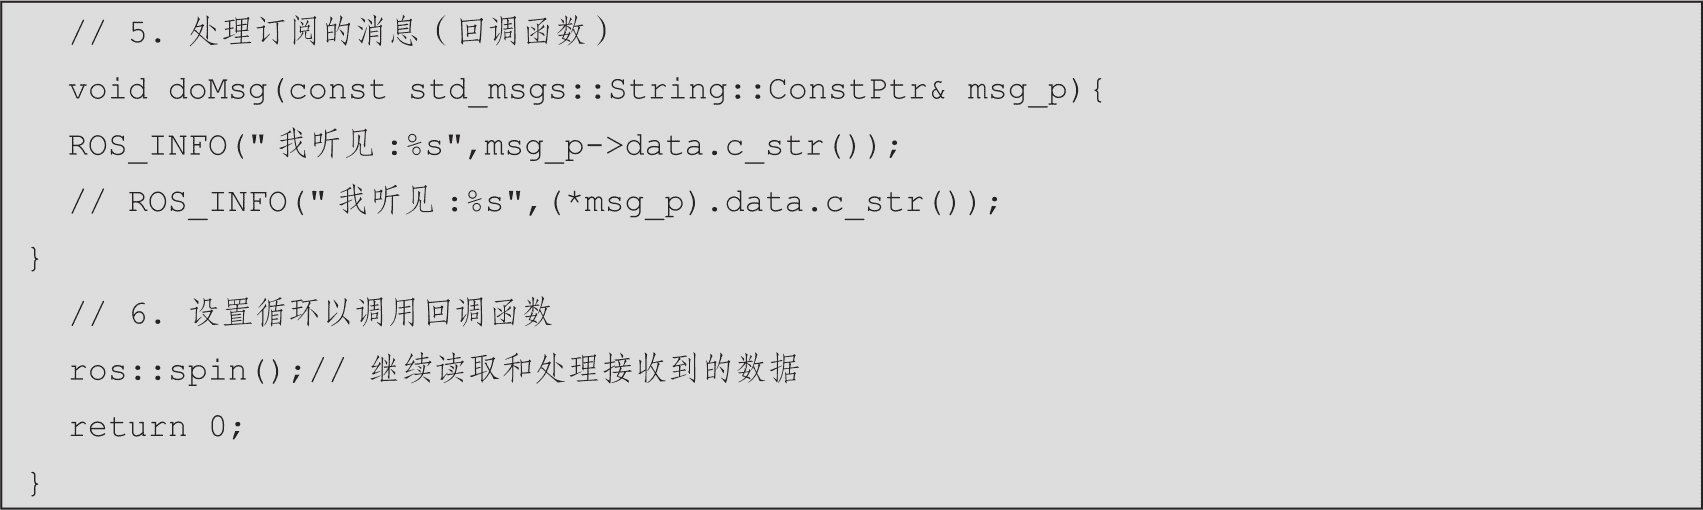 // 5. 处理订阅的消息（回调函数）
void doMsg(const std_msgs::String::ConstPtr& msg_p){
ROS_INFO("我听见:%s",msg_p->data.c_str());
// ROS_INFO("我听见:%s",(*msg_p).data.c_str());
}
// 6. 设置循环以调用回调函数
ros::spin();// 继续读取和处理接收到的数据
return 0;
}